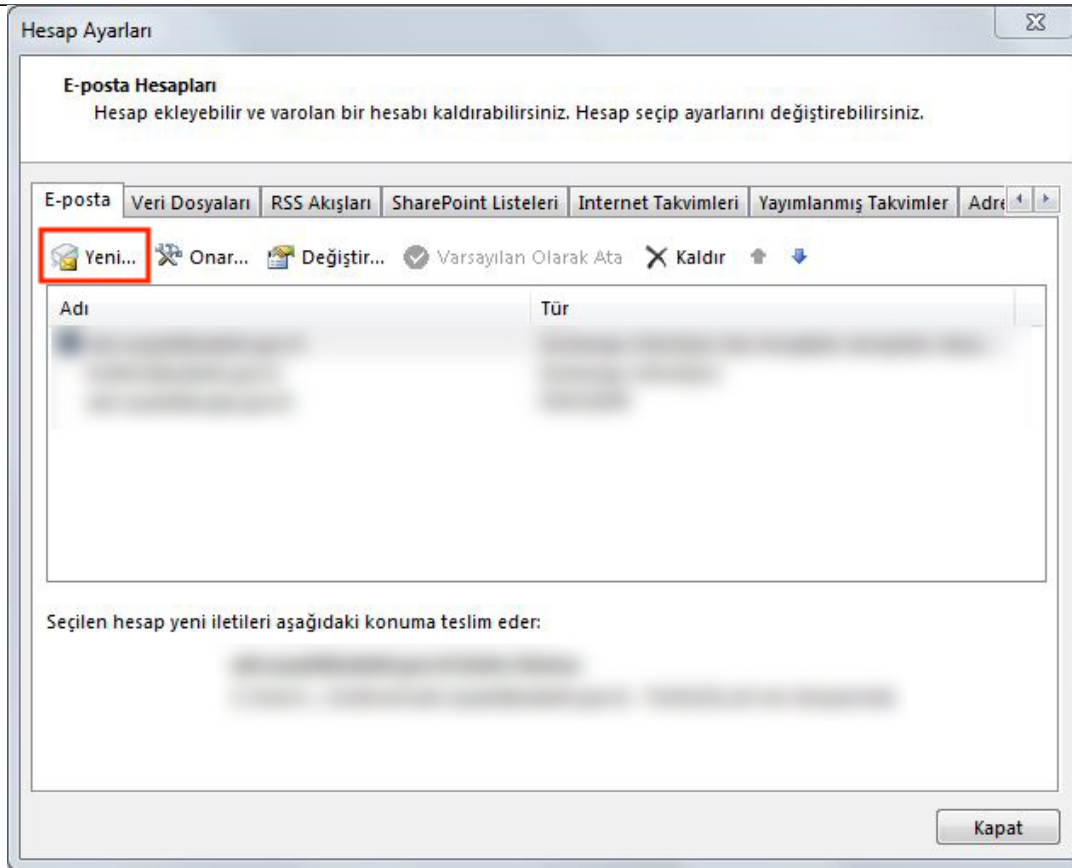 Hesap Ayarları
E-posta Hesapları
Hesap ekleyebilir ve varolan bir hesabı kaldırabilirsiniz. Hesap seçip ayarlarını değiştirebilirsiniz.
E-posta Veri Dosyaları RSS Akışları SharePoint Listeleri Internet Takvimleri Yayımlanmış Takvimler
Yeni... Onar... Değiştir... Varsayılan Olarak Ata Kaldır
Adı Tür
Seçilen hesap yeni iletileri aşağıdaki konuma teslim eder:
Kapat